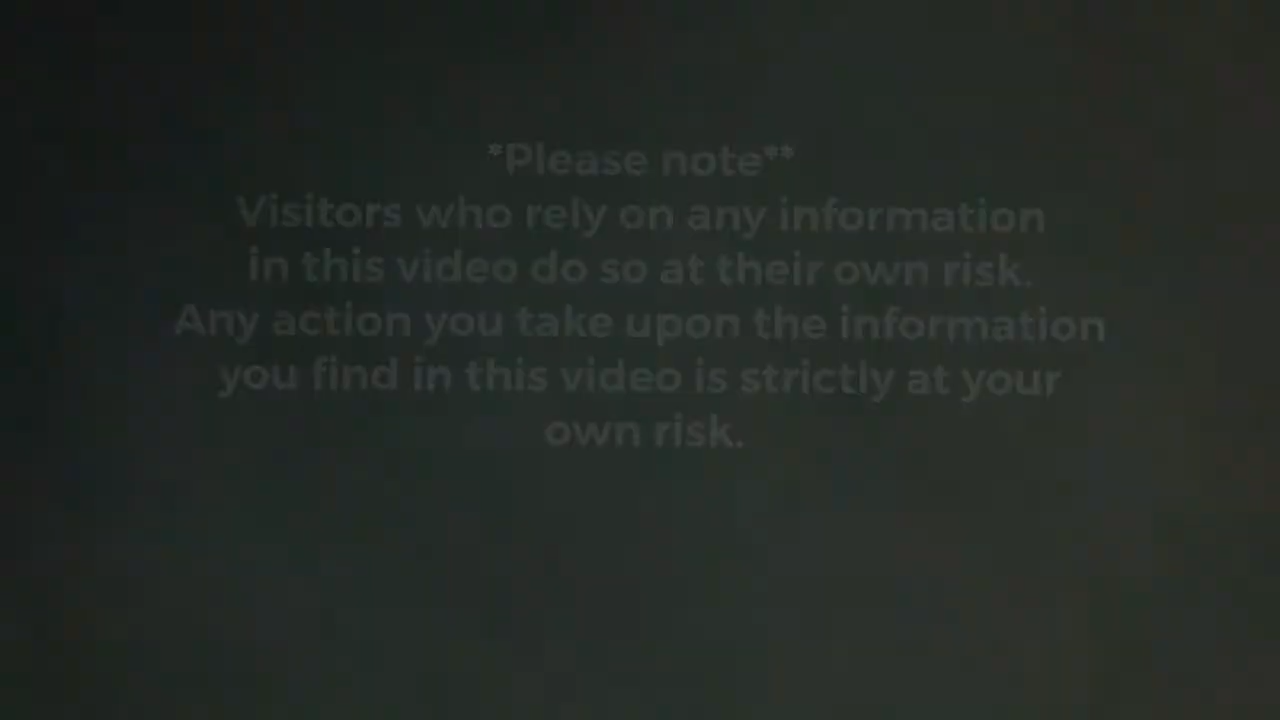 *Please note**
Visitors who rely on any information
in this video do so at their own risk.
Any action you take upon the information
you find in this video is strictly at your
own risk.